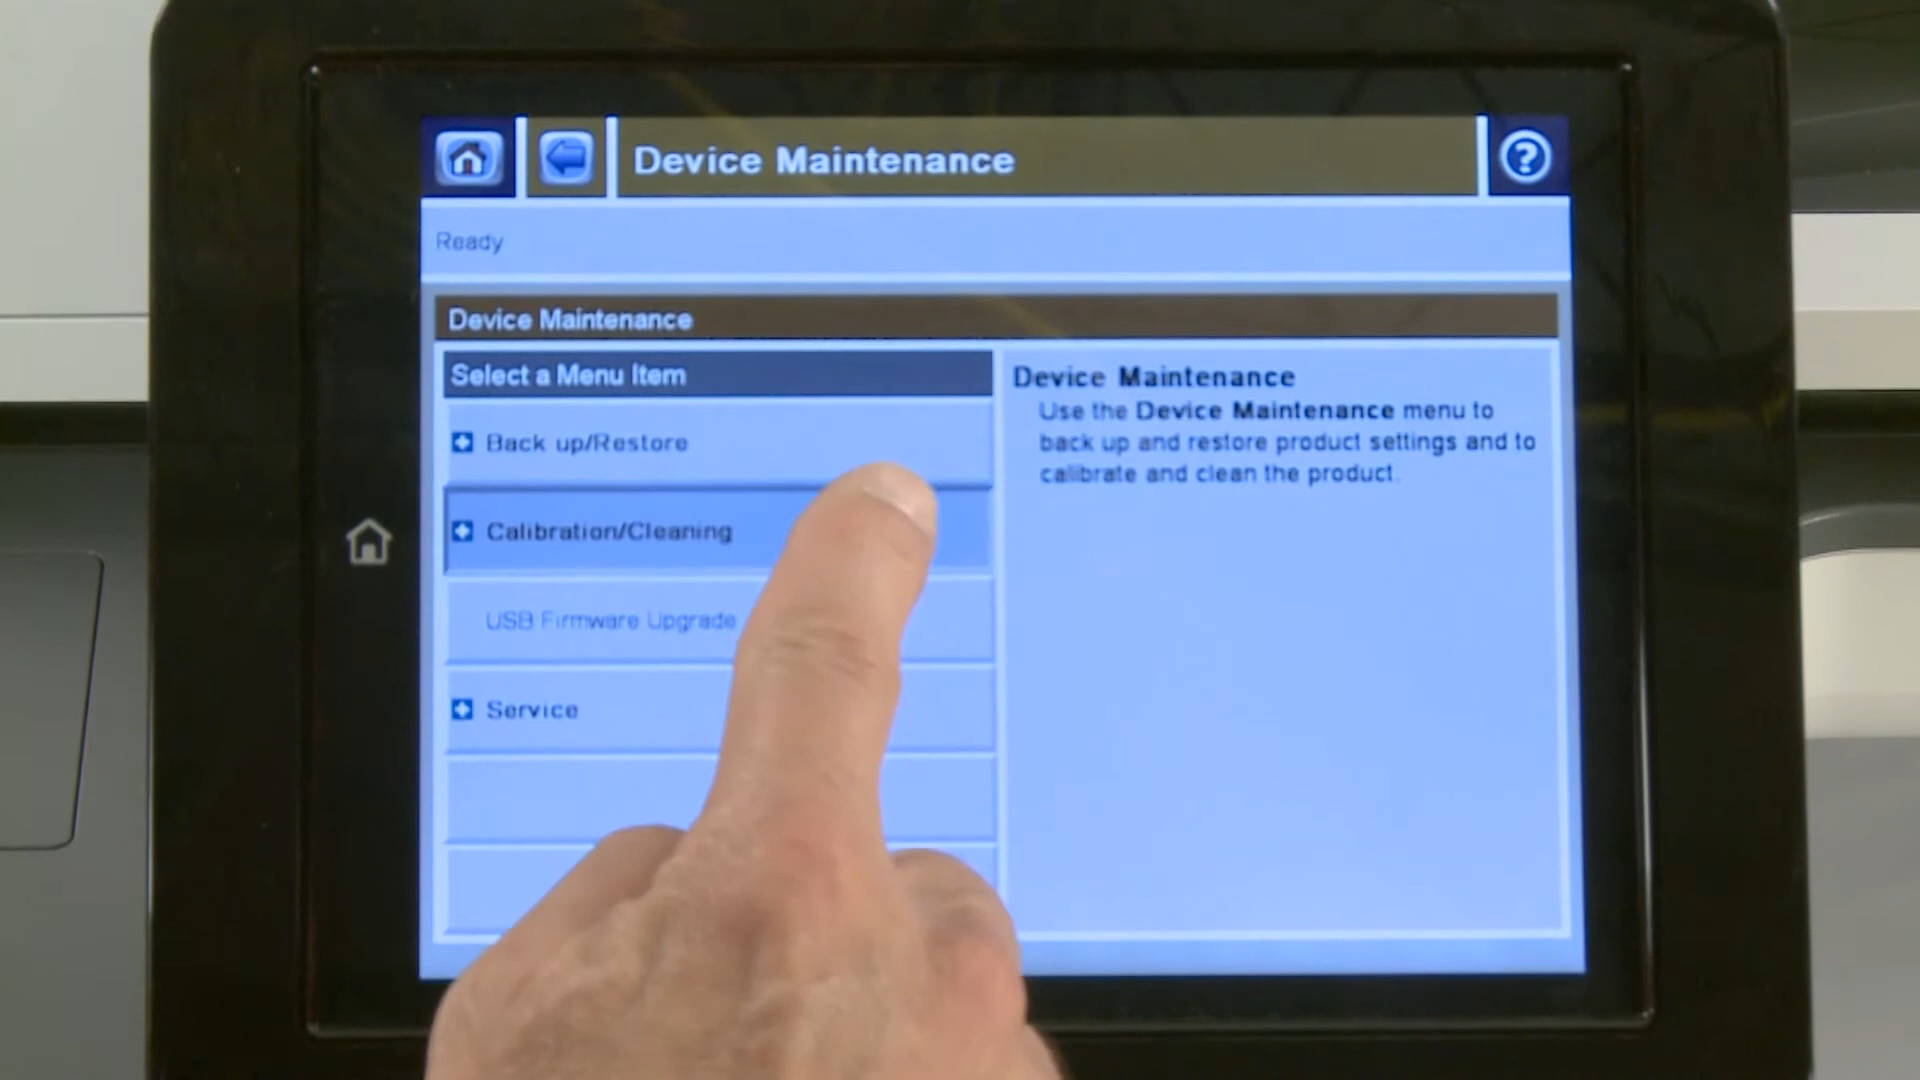 Device Maintenance
?
Ready
Device Maintenance
Select a Menu Item
Back up/Restore
Calibration/Cleaning
USB Firmware Upgrade
Service
Device Maintenance
Use the Device Maintenance menu to
back up and restore product settings and to
calibrate and clean the product.